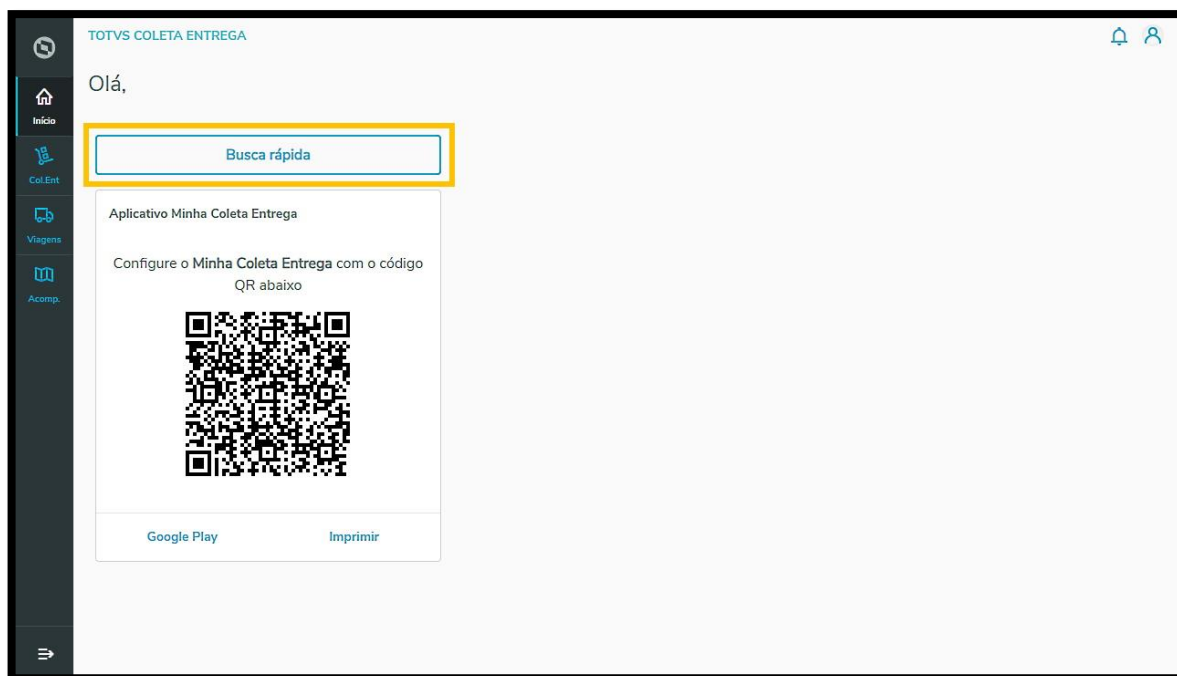 TOTVS COLETA ENTREGA
Olá,
Início
Col.Ent
Viagens
Acomp.
Busca rápida
Aplicativo Minha Coleta Entrega
Configure o Minha Coleta Entrega com o código
QR abaixo
Google Play
Imprimir